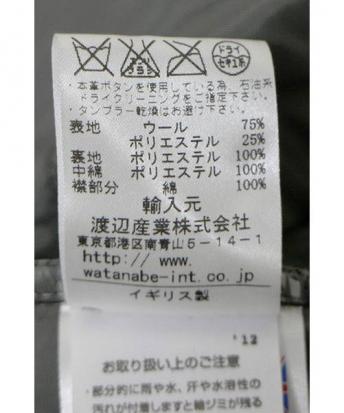 ドライ
セキユ系
・本革ボタンを使用している為、石油系
ドライクリーニングをご指定下さい。
・タンブラー乾燥はお避け下さい。
表地 ウール 75%
ポリエステル 25%
裏地 ポリエステル 100%
中綿 ポリエステル 100%
襟部分 綿 100%
輸入元
渡辺産業株式会社
東京都港区南青山5-14-1
http://www.
watanabe-int.co.jp
イギリス製
'12
お取り扱い上のご注意
・部分的に雨や水、汗や水溶性の
汚れが付着しますと輪ジミが残る